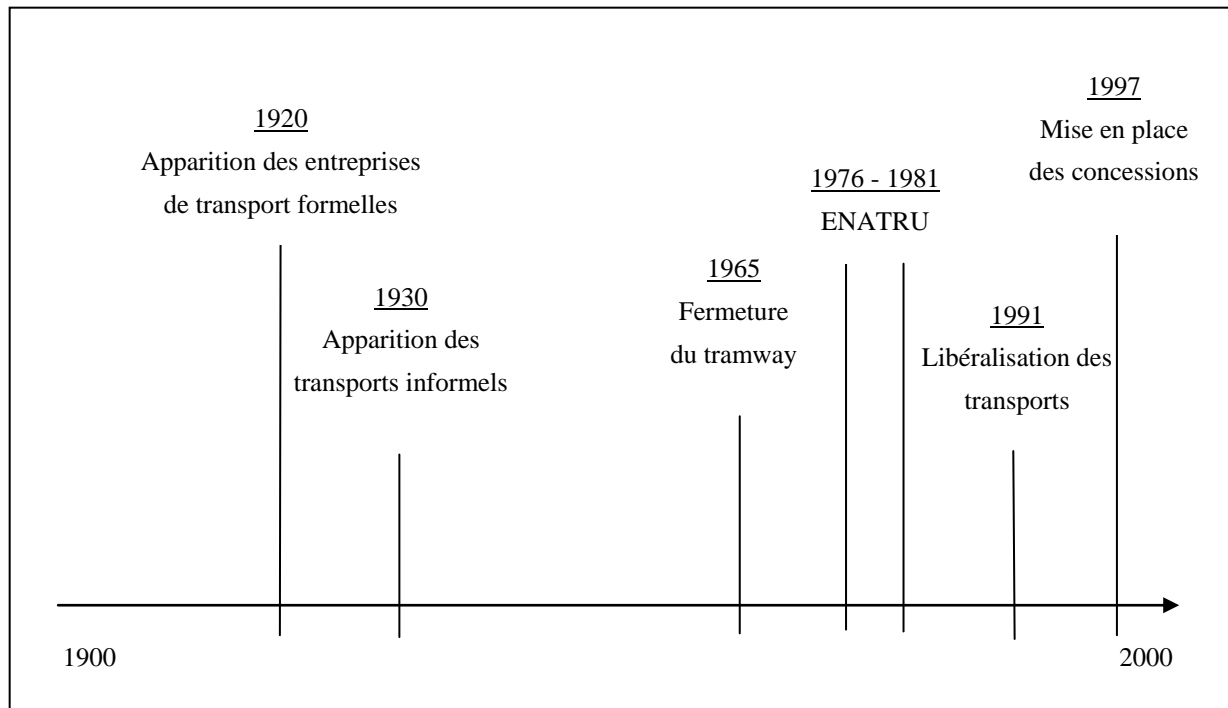 1920
Apparition des entreprises
de transport formelles
1930
Apparition des
transports informels
1965
Fermeture
du tramway
1976 - 1981
ENATRU
1991
Libéralisation des
transports
1997
Mise en place
des concessions
1900
2000